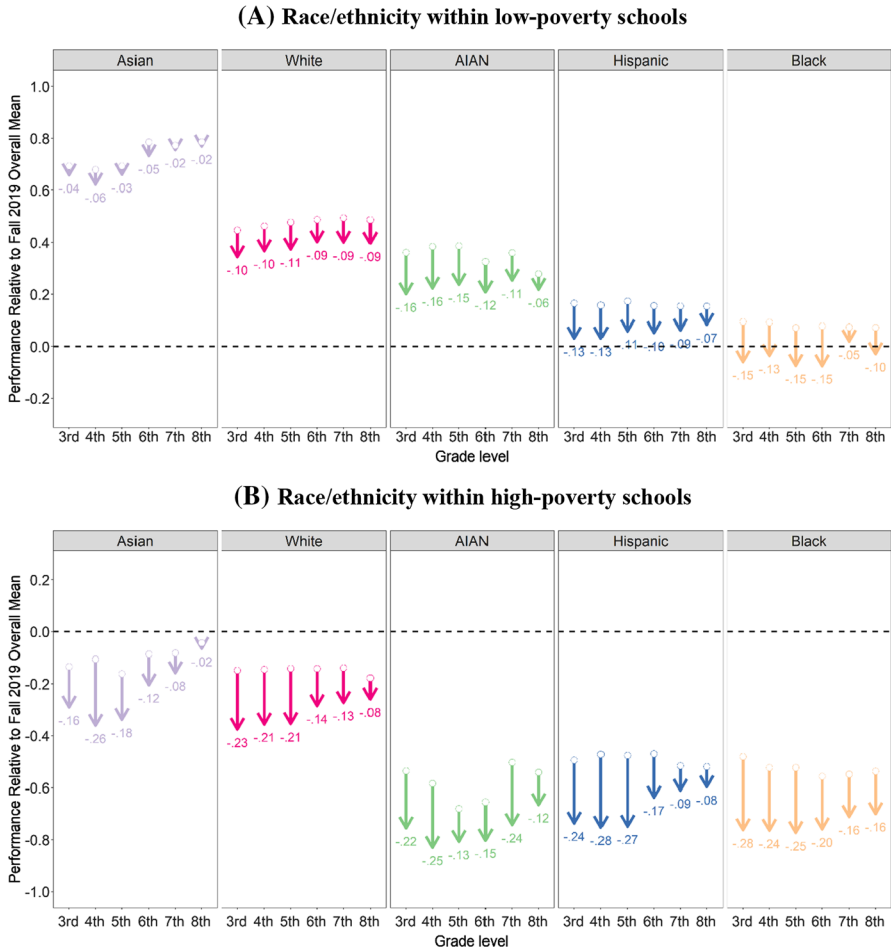 (A) Race/ethnicity within low-poverty schools
Asian White AIAN Hispanic Black
Performance Relative to Fall 2019 Overall Mean
1.0
0.8
0.6
0.4
0.2
0.0
-0.2
-.04 -.06 -.03 -.05 -.02 -.02
-.10 -.10 -.11 -.09 -.09 -.09
-.16 -.16 -.15 -.12 -.11 -.06
-.13 -.13 -.11 -.10 -.09 -.07
-.15 -.13 -.15 -.15 -.05 -.10
3rd 4th 5th 6th 7th 8th 3rd 4th 5th 6th 7th 8th 3rd 4th 5th 6th 7th 8th 3rd 4th 5th 6th 7th 8th 3rd 4th 5th 6th 7th 8th
Grade level
(B) Race/ethnicity within high-poverty schools
Asian White AIAN Hispanic Black
Performance Relative to Fall 2019 Overall Mean
0.2
0.0
-0.2
-0.4
-0.6
-0.8
-1.0
-.16 -.26 -.18 -.12 -.08 -.02
-.23 -.21 -.21 -.14 -.13 -.08
-.22 -.25 -.13 -.15 -.24 -.12
-.24 -.28 -.27 -.17 -.09 -.08
-.28 -.24 -.25 -.20 -.16 -.16
3rd 4th 5th 6th 7th 8th 3rd 4th 5th 6th 7th 8th 3rd 4th 5th 6th 7th 8th 3rd 4th 5th 6th 7th 8th 3rd 4th 5th 6th 7th 8th
Grade level